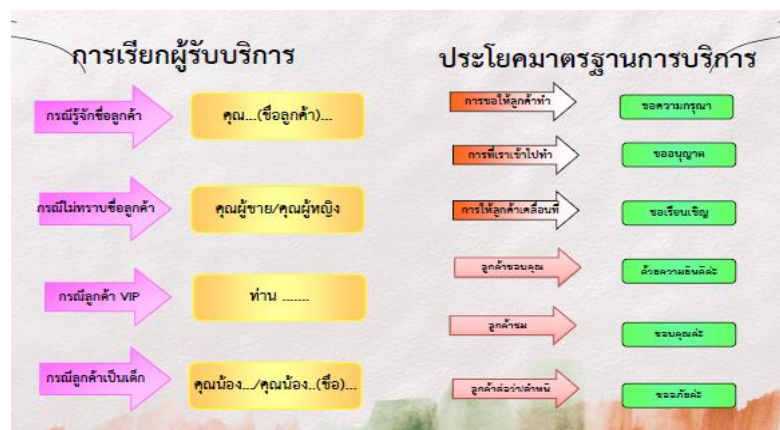 การเรียกผู้รับบริการ
กรณีรู้จักชื่อลูกค้า
คุณ...(ชื่อลูกค้า)...
กรณีไม่ทราบชื่อลูกค้า
คุณผู้ชาย/คุณผู้หญิง
กรณีลูกค้า VIP
ท่าน .......
กรณีลูกค้าเป็นเด็ก
คุณน้อง.../คุณน้อง..(ชื่อ)...
ประโยคมาตรฐานการบริการ
การขอให้ลูกค้าทำ
ขอความกรุณา
การที่เราเข้าไปทำ
ขออนุญาต
การให้ลูกค้าเคลื่อนที่
ขอเรียนเชิญ
ลูกค้าขอบคุณ
ด้วยความยินดีค่ะ
ลูกค้าชม
ขอบคุณค่ะ
ลูกค้าต่อว่า/ตำหนิ
ขออภัยค่ะ